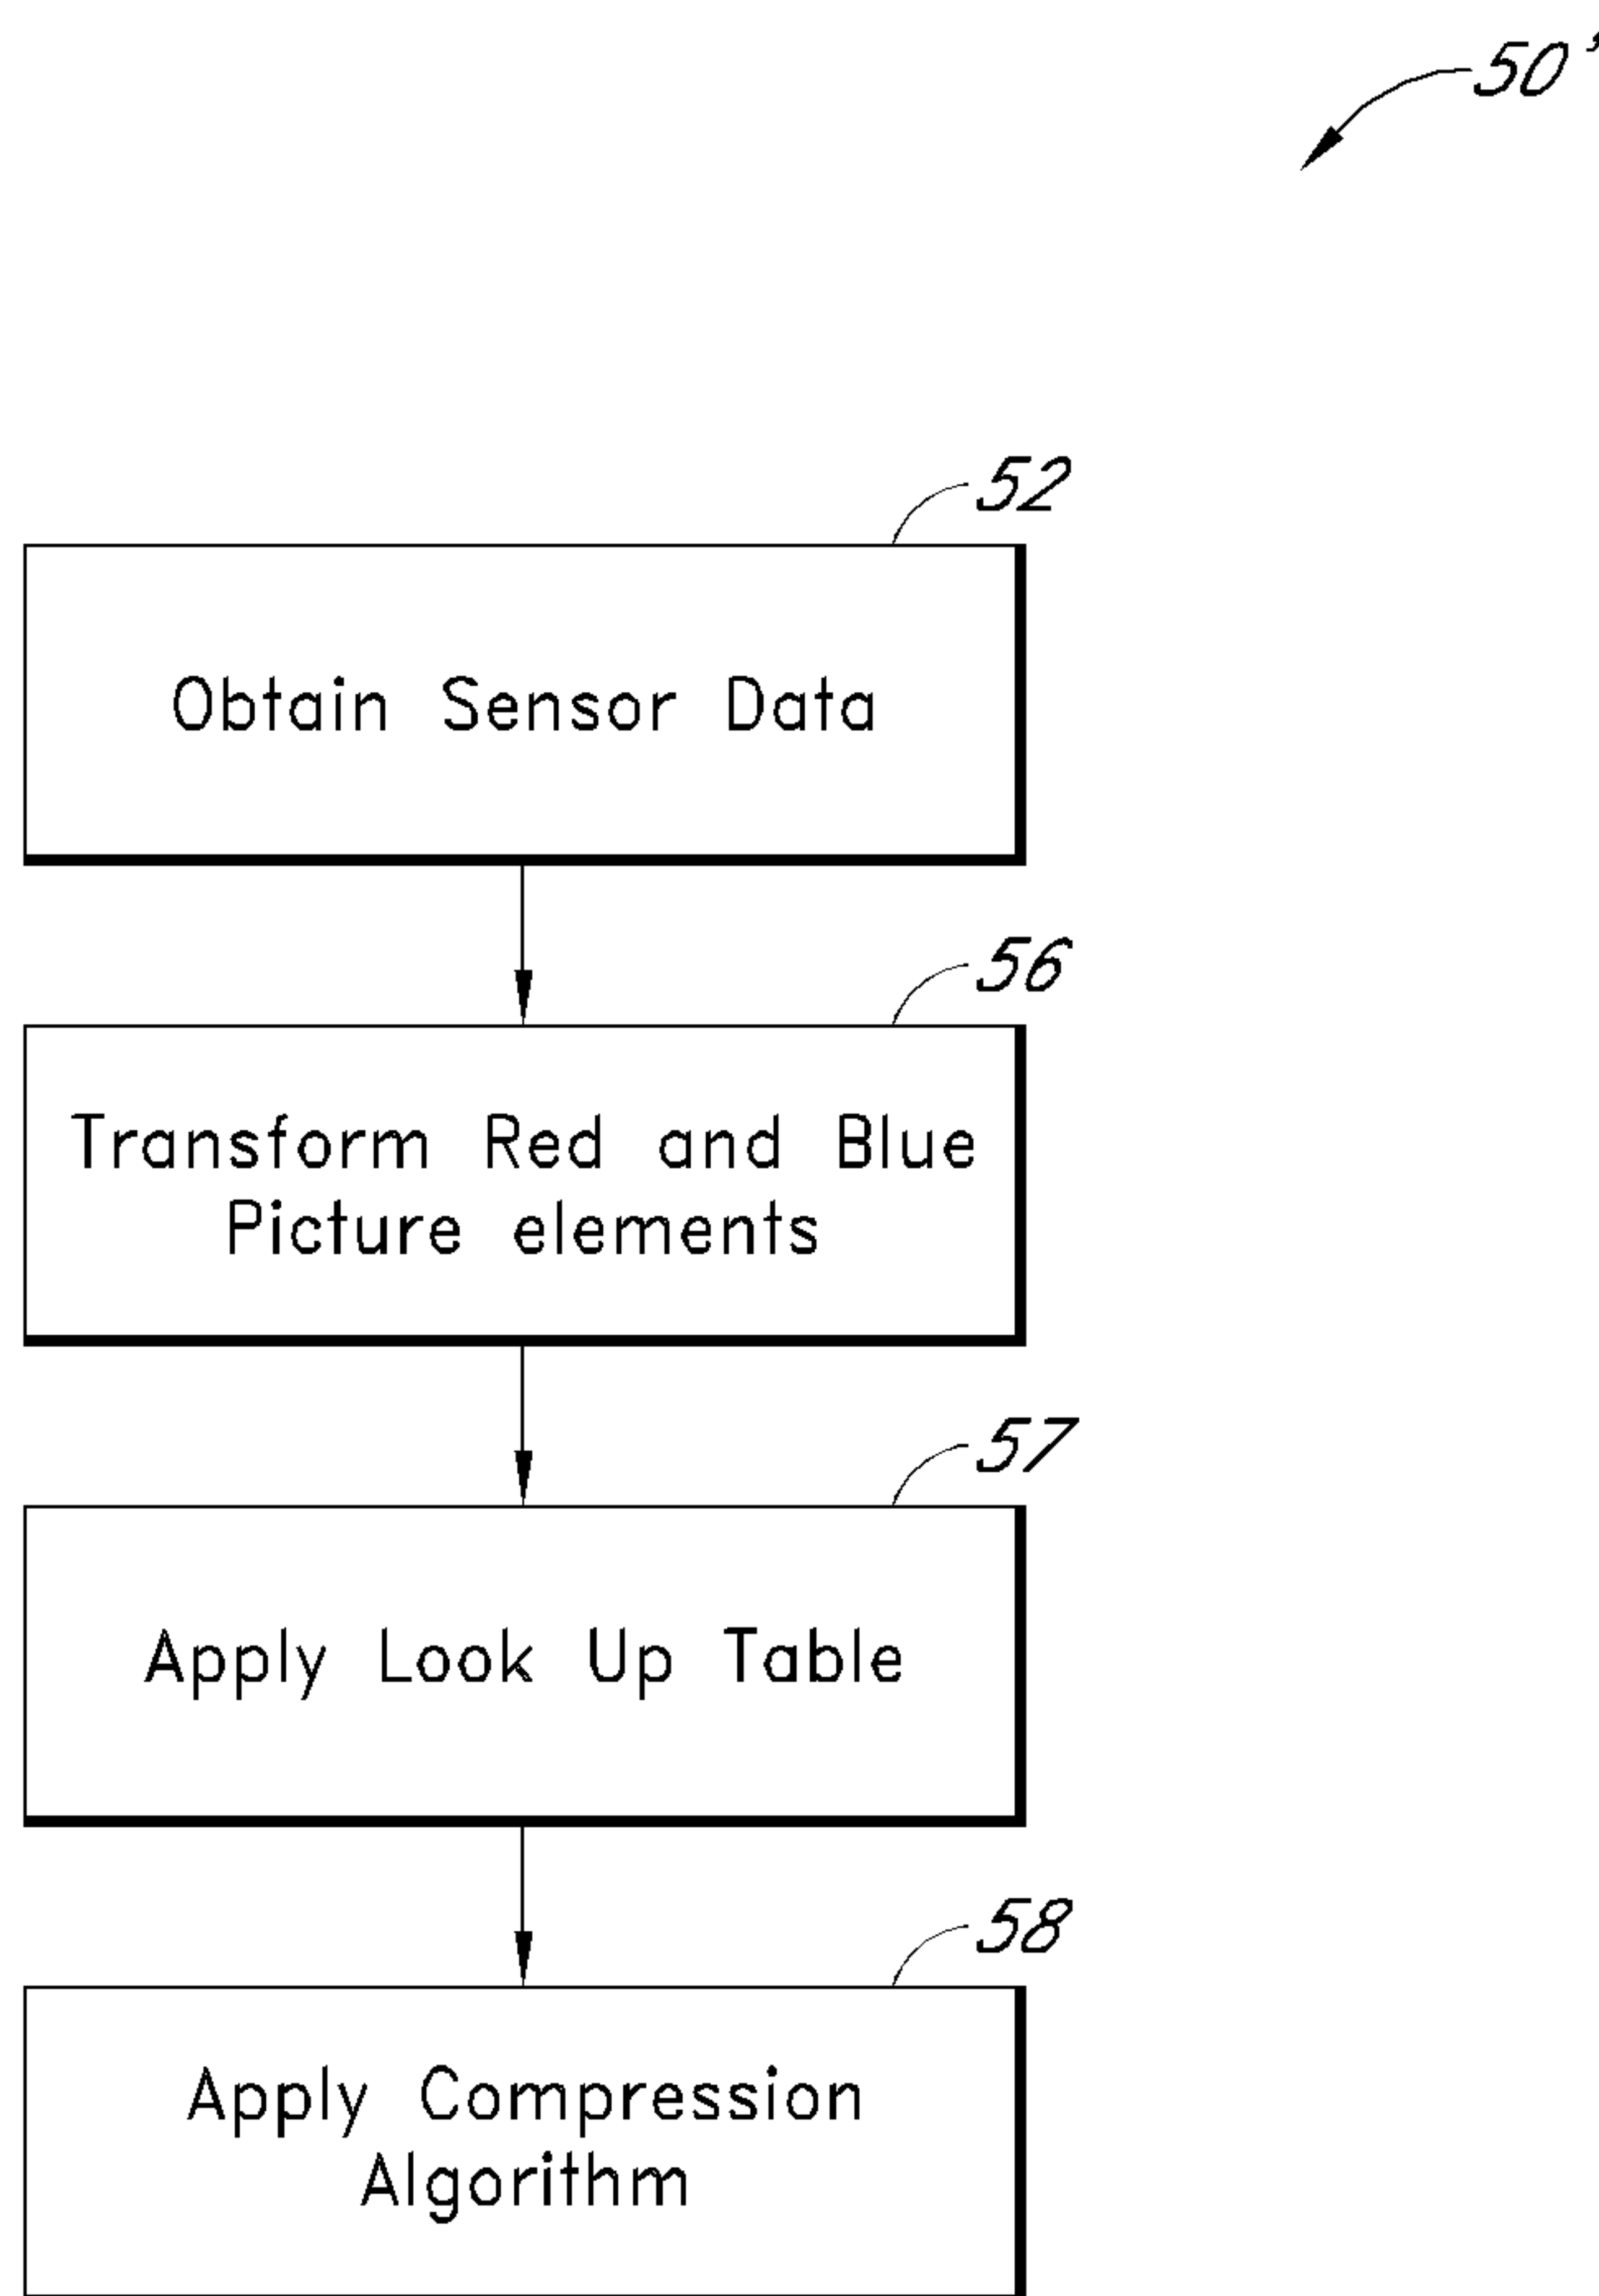 50'
52
Obtain Sensor Data
56
Transform Red and Blue
Picture elements
57
Apply Look Up Table
58
Apply Compression
Algorithm